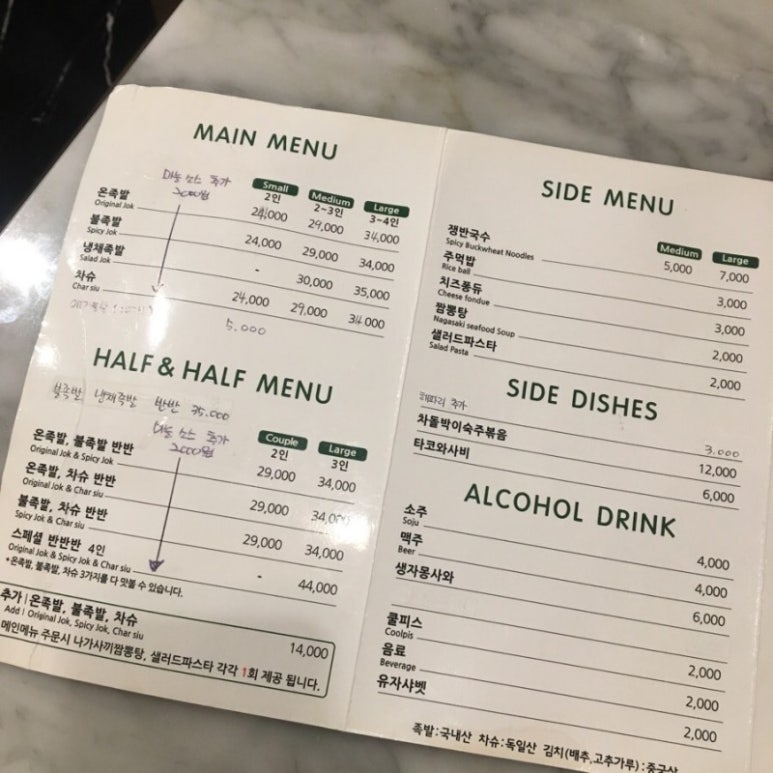 MAIN MENU
마늘 소스 추가
2000원
Small Medium Large
2인 2~3인 3~4인
온족발 24,000 29,000 34,000
Original Jok
불족발 24,000 29,000 34,000
Spicy Jok
냉채족발 - 30,000 35,000
Salad Jok
차슈 24,000 29,000 34,000
Char siu
5.000
HALF & HALF MENU
불족발 냉채족발 반반 35.000
마늘 소스 추가
2000원
Couple Large
2인 3인
온족발, 불족발 반반 29,000 34,000
Original Jok & Spicy Jok
온족발, 차슈 반반 29,000 34,000
Original Jok & Char siu
불족발, 차슈 반반 29,000 34,000
Spicy Jok & Char siu
스페셜 반반반 4인 - 44,000
Original Jok & Spicy Jok & Char siu
*온족발, 불족발, 차슈 3가지를 다 맛볼 수 있습니다.
추가 | 온족발, 불족발, 차슈 14,000
Add | Original Jok, Spicy Jok, Char siu
메인메뉴 주문시 나가사끼짬뽕탕, 샐러드파스타 각각 1회 제공 됩니다.
SIDE MENU
Medium Large
쟁반국수 5,000 7,000
Spicy Buckwheat Noodles
주먹밥 3,000
Rice ball
치즈퐁듀 3,000
Cheese fondue
짬뽕탕 2,000
Nagasaki seafood Soup
샐러드파스타 2,000
Salad Pasta
SIDE DISHES
추가 3.000
차돌박이숙주볶음 12,000
타코와사비 6,000
ALCOHOL DRINK
소주 4,000
Soju
맥주 4,000
Beer
생자몽사와 6,000
쿨피스 2,000
Coolpis
음료 2,000
Beverage
유자샤벳 2,000
족발:국내산 차슈:독일산 김치(배추,고추가루):중국산